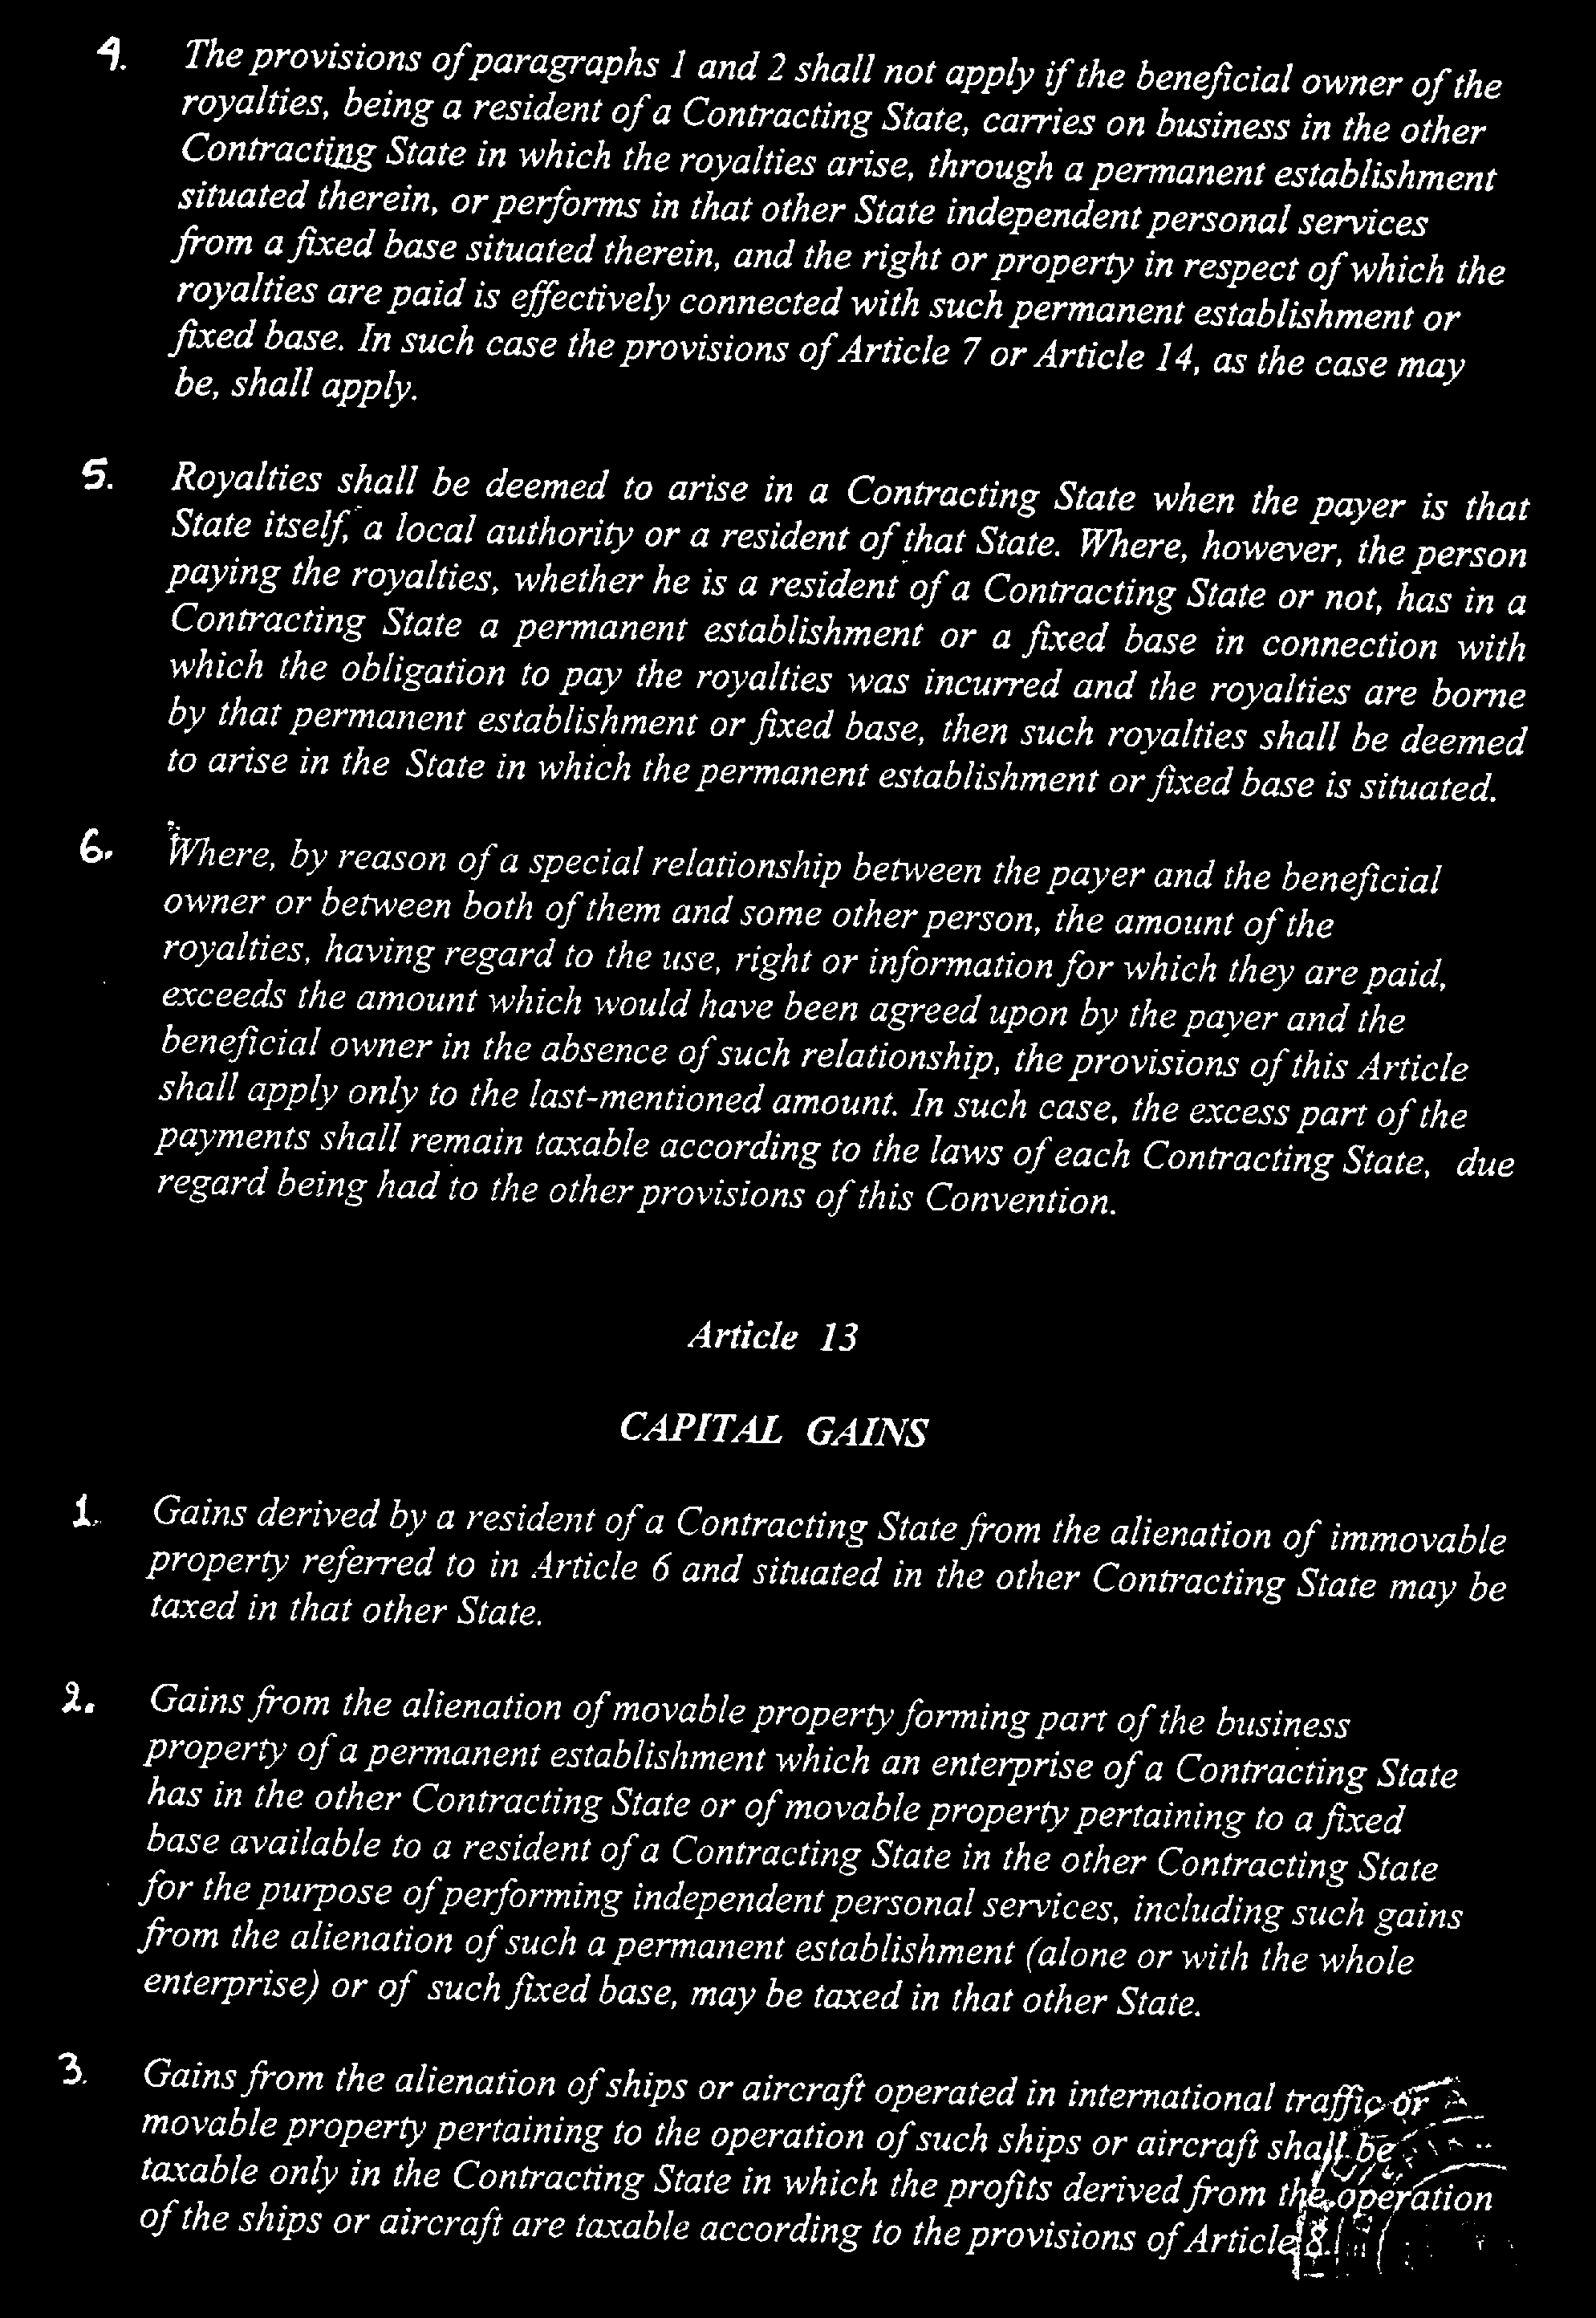 4. The provisions of paragraphs 1 and 2 shall not apply if the beneficial owner of the
royalties, being a resident of a Contracting State, carries on business in the other
Contracting State in which the royalties arise, through a permanent establishment
situated therein, or performs in that other State independent personal services
from a fixed base situated therein, and the right or property in respect of which the
royalties are paid is effectively connected with such permanent establishment or
fixed base. In such case the provisions of Article 7 or Article 14, as the case may
be, shall apply.
5. Royalties shall be deemed to arise in a Contracting State when the payer is that
State itself, a local authority or a resident of that State. Where, however, the person
paying the royalties, whether he is a resident of a Contracting State or not, has in a
Contracting State a permanent establishment or a fixed base in connection with
which the obligation to pay the royalties was incurred and the royalties are borne
by that permanent establishment or fixed base, then such royalties shall be deemed
to arise in the State in which the permanent establishment or fixed base is situated.
6. Where, by reason of a special relationship between the payer and the beneficial
owner or between both of them and some other person, the amount of the
royalties, having regard to the use, right or information for which they are paid,
exceeds the amount which would have been agreed upon by the payer and the
beneficial owner in the absence of such relationship, the provisions of this Article
shall apply only to the last-mentioned amount. In such case, the excess part of the
payments shall remain taxable according to the laws of each Contracting State, due
regard being had to the other provisions of this Convention.
Article 13
CAPITAL GAINS
1. Gains derived by a resident of a Contracting State from the alienation of immovable
property referred to in Article 6 and situated in the other Contracting State may be
taxed in that other State.
2. Gains from the alienation of movable property forming part of the business
property of a permanent establishment which an enterprise of a Contracting State
has in the other Contracting State or of movable property pertaining to a fixed
base available to a resident of a Contracting State in the other Contracting State
for the purpose of performing independent personal services, including such gains
from the alienation of such a permanent establishment (alone or with the whole
enterprise) or of such fixed base, may be taxed in that other State.
3. Gains from the alienation of ships or aircraft operated in international traffic or
movable property pertaining to the operation of such ships or aircraft shall be
taxable only in the Contracting State in which the profits derived from the operation
of the ships or aircraft are taxable according to the provisions of Article 8.